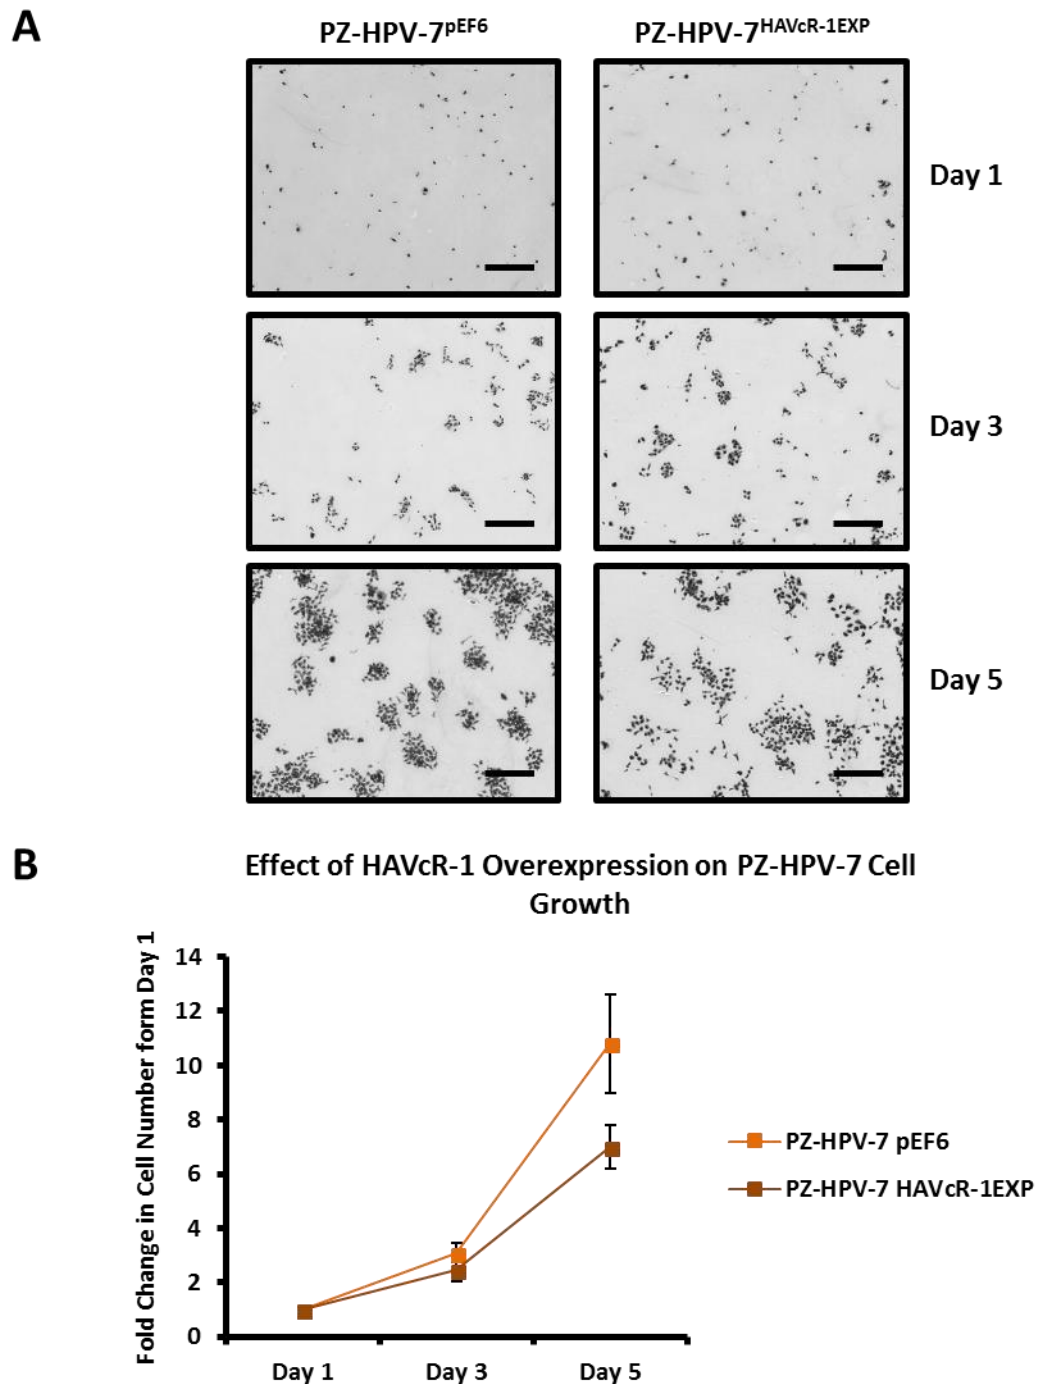 A
PZ-HPV-7pEF6
PZ-HPV-7HAVcR-1EXP
Day 1
Day 3
Day 5
B
Effect of HAVcR-1 Overexpression on PZ-HPV-7 Cell
Growth
Fold Change in Cell Number form Day 1
14
12
10
8
6
4
2
0
Day 1
Day 3
Day 5
PZ-HPV-7 pEF6
PZ-HPV-7 HAVcR-1EXP